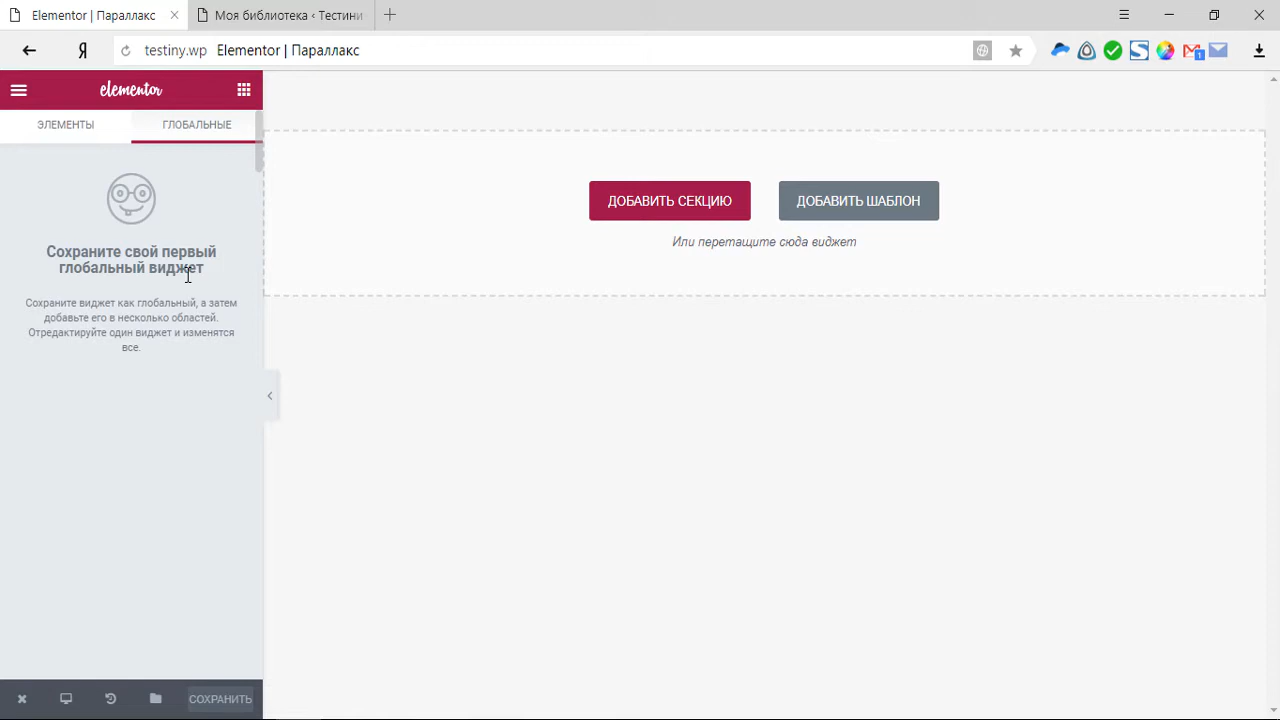 Elementor | Параллакс
Моя библиотека ‹ Тестини
Я
testiny.wp Elementor | Параллакс
1
elementor
ЭЛЕМЕНТЫ
ГЛОБАЛЬНЫЕ
Сохраните свой первый
глобальный виджет
Сохраните виджет как глобальный, а затем
добавьте его в несколько областей.
Отредактируйте один виджет и изменятся
все.
ДОБАВИТЬ СЕКЦИЮ
ДОБАВИТЬ ШАБЛОН
Или перетащите сюда виджет
СОХРАНИТЬ